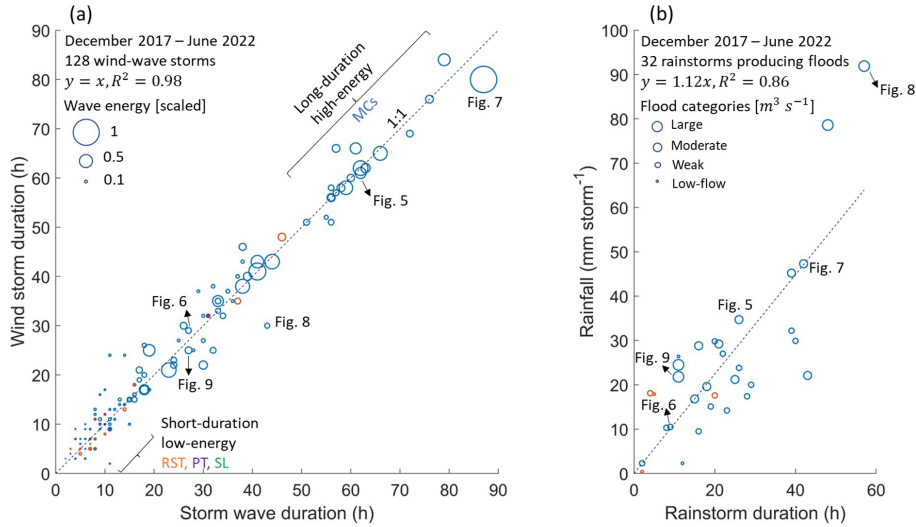 (a)
December 2017 – June 2022
128 wind-wave storms
y = x, R² = 0.98
Wave energy [scaled]
1
0.5
0.1
Long-duration
high-energy
MCs
1:1
Fig. 7
Fig. 5
Fig. 6
Fig. 8
Fig. 9
Short-duration
low-energy
RST, PT, SL
Wind storm duration (h)
90
80
70
60
50
40
30
20
10
0
0 10 20 30 40 50 60 70 80 90
Storm wave duration (h)
(b)
December 2017 – June 2022
32 rainstorms producing floods
y = 1.12x, R² = 0.86
Flood categories [m³ s⁻¹]
Large
Moderate
Weak
Low-flow
Fig. 8
Fig. 7
Fig. 5
Fig. 9
Fig. 6
Rainfall (mm storm⁻¹)
100
90
80
70
60
50
40
30
20
10
0
0 20 40 60
Rainstorm duration (h)